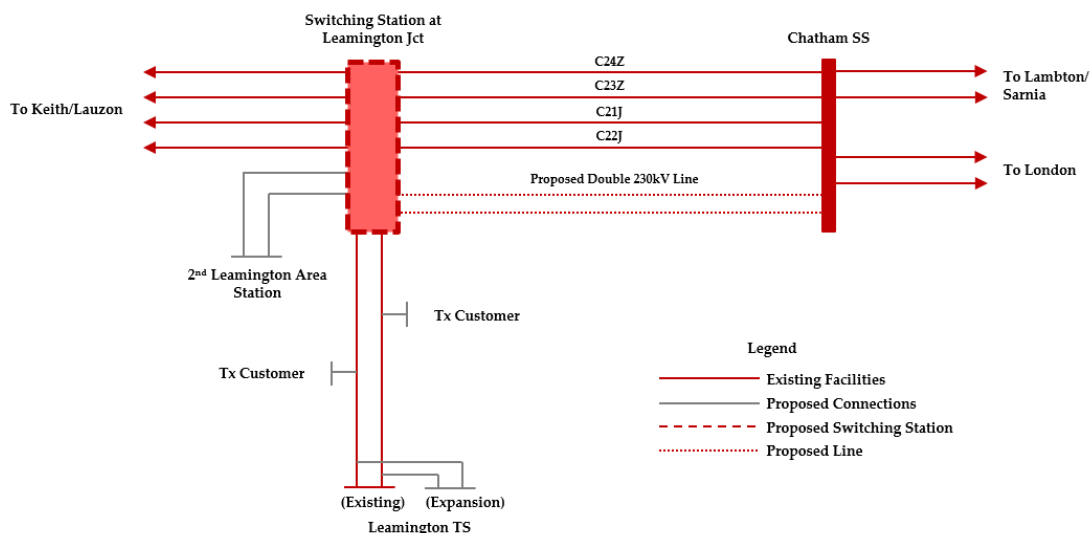 Switching Station at
Leamington Jct
Chatham SS
C24Z
To Lambton/
Sarnia
C23Z
To Keith/Lauzon
C21J
C22J
To London
Proposed Double 230kV Line
2nd Leamington Area
Station
Tx Customer
Legend
Tx Customer
Existing Facilities
Proposed Connections
Proposed Switching Station
Proposed Line
(Existing)
(Expansion)
Leamington TS